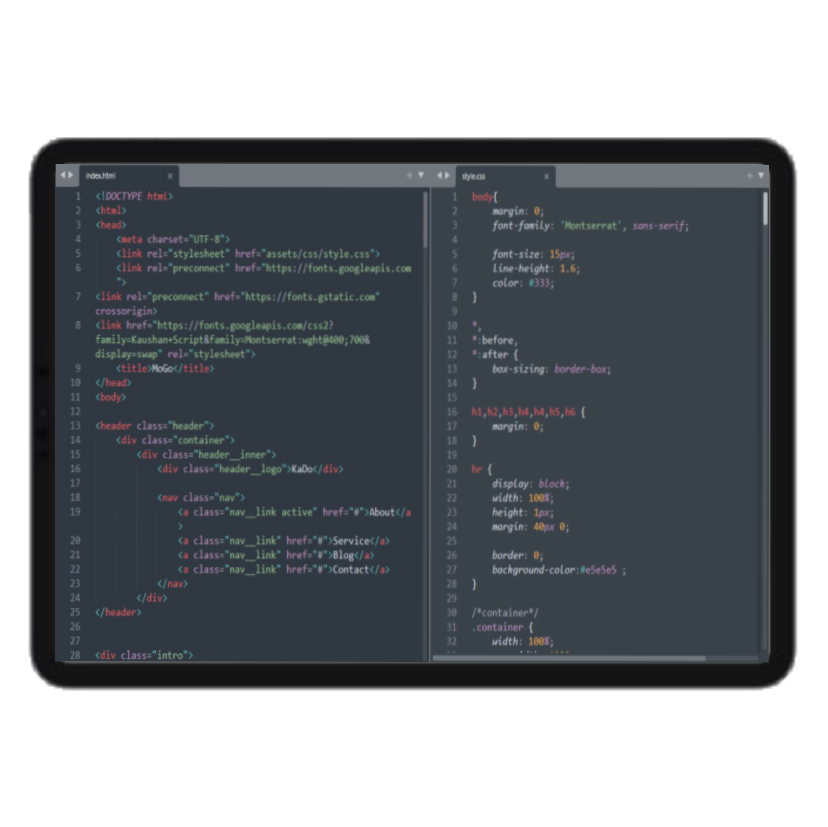 index.html
1 <!DOCTYPE html>
2 <html>
3 <head>
4 <meta charset="UTF-8">
5 <link rel="stylesheet" href="assets/css/style.css">
6 <link rel="preconnect" href="https://fonts.googleapis.com
">
7 <link rel="preconnect" href="https://fonts.gstatic.com"
crossorigin>
8 <link href="https://fonts.googleapis.com/css2?
family=Kaushan+Script&family=Montserrat:wght@400;700&
display=swap" rel="stylesheet">
9 <title>MoGo</title>
10 </head>
11 <body>
12
13 <header class="header">
14 <div class="container">
15 <div class="header__inner">
16 <div class="header__logo">KaDo</div>
17
18 <nav class="nav">
19 <a class="nav__link active" href="#">About</a
>
20 <a class="nav__link" href="#">Service</a>
21 <a class="nav__link" href="#">Blog</a>
22 <a class="nav__link" href="#">Contact</a>
23 </nav>
24 </div>
25 </header>
26
27
28 <div class="intro">
style.css
1 body{
2 margin: 0;
3 font-family: 'Montserrat', sans-serif;
4
5 font-size: 15px;
6 line-height: 1.6;
7 color: #333;
8 }
9
10 *,
11 *:before,
12 *:after {
13 box-sizing: border-box;
14 }
15
16 h1,h2,h3,h4,h4,h5,h6 {
17 margin: 0;
18 }
19
20 hr {
21 display: block;
22 width: 100%;
23 height: 1px;
24 margin: 40px 0;
25
26 border: 0;
27 background-color:#e5e5e5 ;
28 }
29
30 /*container*/
31 .container {
32 width: 100%;